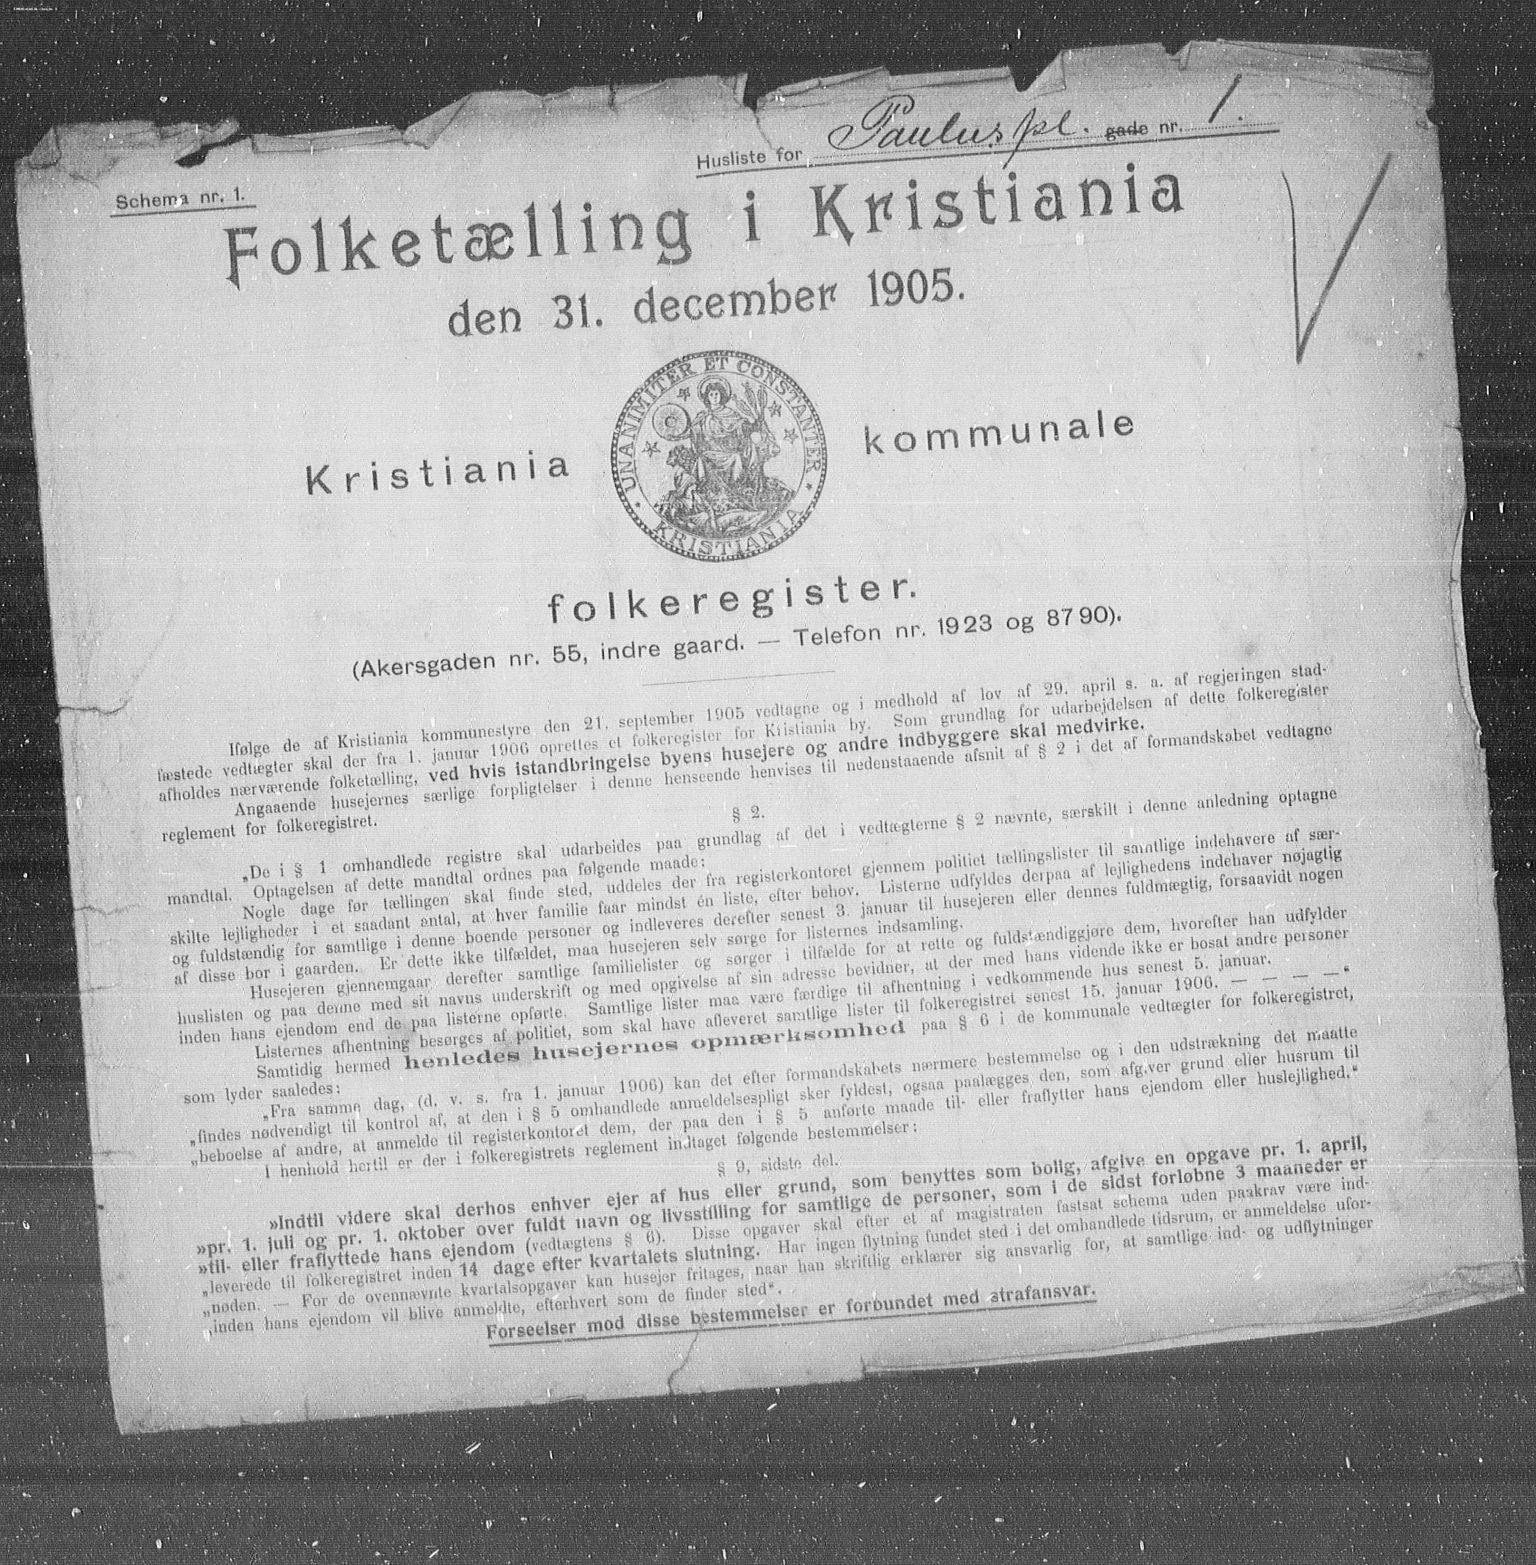 Schema nr. 1.
Husliste for Paulus pl. gade nr. 1.
Folketælling i Kristiania
den 31. december 1905.
UNANIMITER ET CONSTANTER
KRISTIANIA
Kristiania kommunale
folkeregister.
(Akersgaden nr. 55, indre gaard. — Telefon nr. 1923 og 8790).
Ifølge de af Kristiania kommunestyre den 21. september 1905 vedtagne og i medhold af lov af 29. april s. a. af regjeringen stad-
fæstede vedtægter skal der fra 1. januar 1906 oprettes et folkeregister for Kristiania by. Som grundlag for udarbejdelsen af dette folkeregister
afholdes nærværende folketælling, ved hvis istandbringelse byens husejere og andre indbyggere skal medvirke.
Angaaende husejernes særlige forpligtelser i denne henseende henvises til nedenstaaende afsnit af § 2 i det af formandskabet vedtagne
reglement for folkeregistret.
§ 2.
„De i § 1 omhandlede registre skal udarbeides paa grundlag af det i vedtægterne § 2 nævnte, særskilt i denne anledning optagne
mandtal. Optagelsen af dette mandtal ordnes paa følgende maade:
Nogle dage før tællingen skal finde sted, uddeles der fra registerkontoret gjennem politiet tællingslister til samtlige indehavere af sær-
skilte lejligheder i et saadant antal, at hver familie faar mindst én liste, efter behov. Listerne udfyldes derpaa af lejlighedens indehaver nøjagtig
og fuldstændig for samtlige i denne boende personer og indleveres derefter senest 3. januar til husejeren eller dennes fuldmægtig, forsaavidt nogen
af disse bor i gaarden. Er dette ikke tilfældet, maa husejeren selv sørge for listernes indsamling.
Husejeren gjennemgaar derefter samtlige familielister og sørger i tilfælde for at rette og fuldstændiggjøre dem, hvorefter han udfylder
huslisten og paa denne med sit navns underskrift og med opgivelse af sin adresse bevidner, at der med hans vidende ikke er bosat andre personer
inden hans ejendom end de paa listerne opførte. Samtlige lister maa være færdige til afhentning i vedkommende hus senest 5. januar.
Listernes afhentning besørges af politiet, som skal have afleveret samtlige lister til folkeregistret senest 15. januar 1906. — — — —“
Samtidig hermed henledes husejernes opmærksomhed paa § 6 i de kommunale vedtægter for folkeregistret,
som lyder saaledes:
„Fra samme dag, (d. v. s. fra 1. januar 1906) kan det efter formandskabets nærmere bestemmelse og i den udstrækning det maatte
„findes nødvendigt til kontrol af, at den i § 5 omhandlede anmeldelsespligt sker fyldest, ogsaa paalægges den, som afgiver grund eller husrum til
„beboelse af andre, at anmelde til registerkontoret dem, der paa den i § 5 anførte maade til- eller fraflytter hans ejendom eller huslejlighed.“
I henhold hertil er der i folkeregistrets reglement indtaget følgende bestemmelser:
§ 9, sidste del.
»Indtil videre skal derhos enhver ejer af hus eller grund, som benyttes som bolig, afgive en opgave pr. 1. april,
»pr. 1. juli og pr. 1. oktober over fuldt navn og livsstilling for samtlige de personer, som i de sidst forløbne 3 maaneder er
»til- eller fraflyttede hans ejendom (vedtægtens § 6). Disse opgaver skal efter et af magistraten fastsat schema uden paakrav være ind-
„leverede til folkeregistret inden 14 dage efter kvartalets slutning. Har ingen flytning fundet sted i det omhandlede tidsrum, er anmeldelse ufor-
„nøden. — For de ovennævnte kvartalsopgaver kan husejer fritages, naar han skriftlig erklærer sig ansvarlig for, at samtlige ind- og udflytninger
„inden hans ejendom vil blive anmeldte, efterhvert som de finder sted“.
Forseelser mod disse bestemmelser er forbundet med strafansvar.